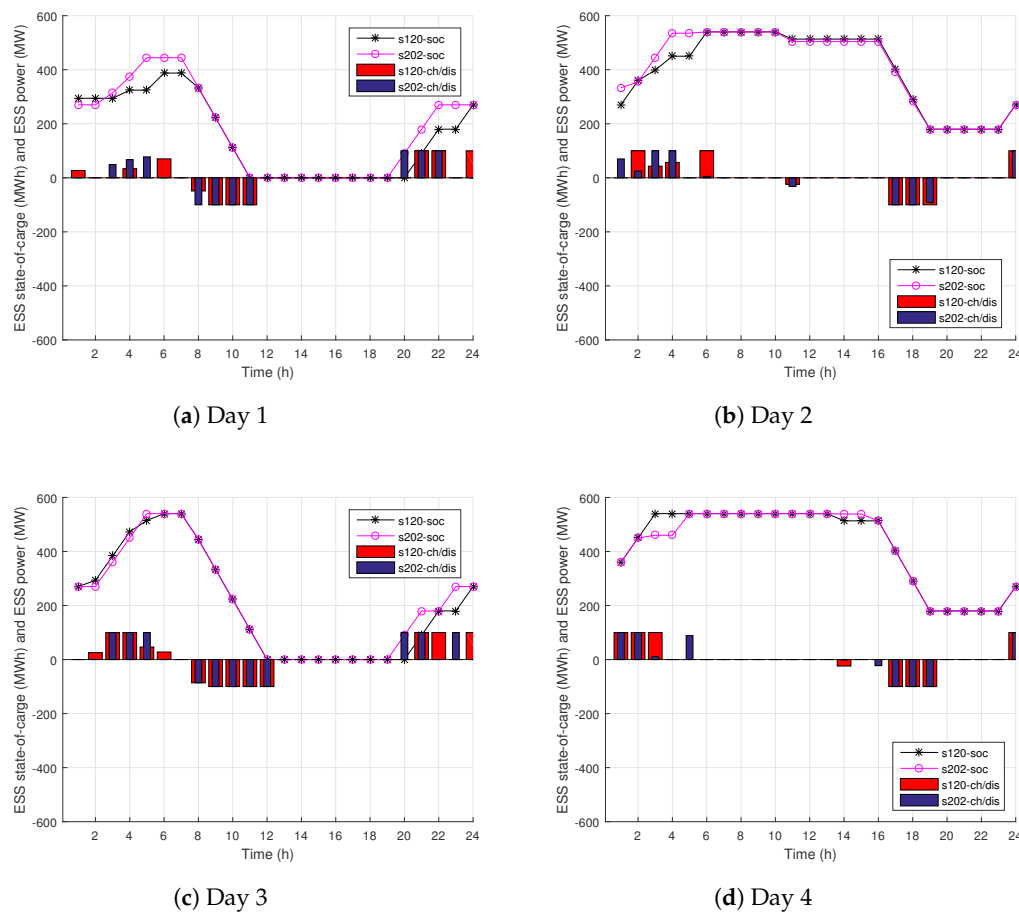 ESS state-of-carge (MWh) and ESS power (MW)
600
400
200
0
-200
-400
-600
s120-soc
s202-soc
s120-ch/dis
s202-ch/dis
2 4 6 8 10 12 14 16 18 20 22 24
Time (h)
(a) Day 1
ESS state-of-carge (MWh) and ESS power (MW)
600
400
200
0
-200
-400
-600
s120-soc
s202-soc
s120-ch/dis
s202-ch/dis
2 4 6 8 10 12 14 16 18 20 22 24
Time (h)
(b) Day 2
ESS state-of-carge (MWh) and ESS power (MW)
600
400
200
0
-200
-400
-600
s120-soc
s202-soc
s120-ch/dis
s202-ch/dis
2 4 6 8 10 12 14 16 18 20 22 24
Time (h)
(c) Day 3
ESS state-of-carge (MWh) and ESS power (MW)
600
400
200
0
-200
-400
-600
s120-soc
s202-soc
s120-ch/dis
s202-ch/dis
2 4 6 8 10 12 14 16 18 20 22 24
Time (h)
(d) Day 4